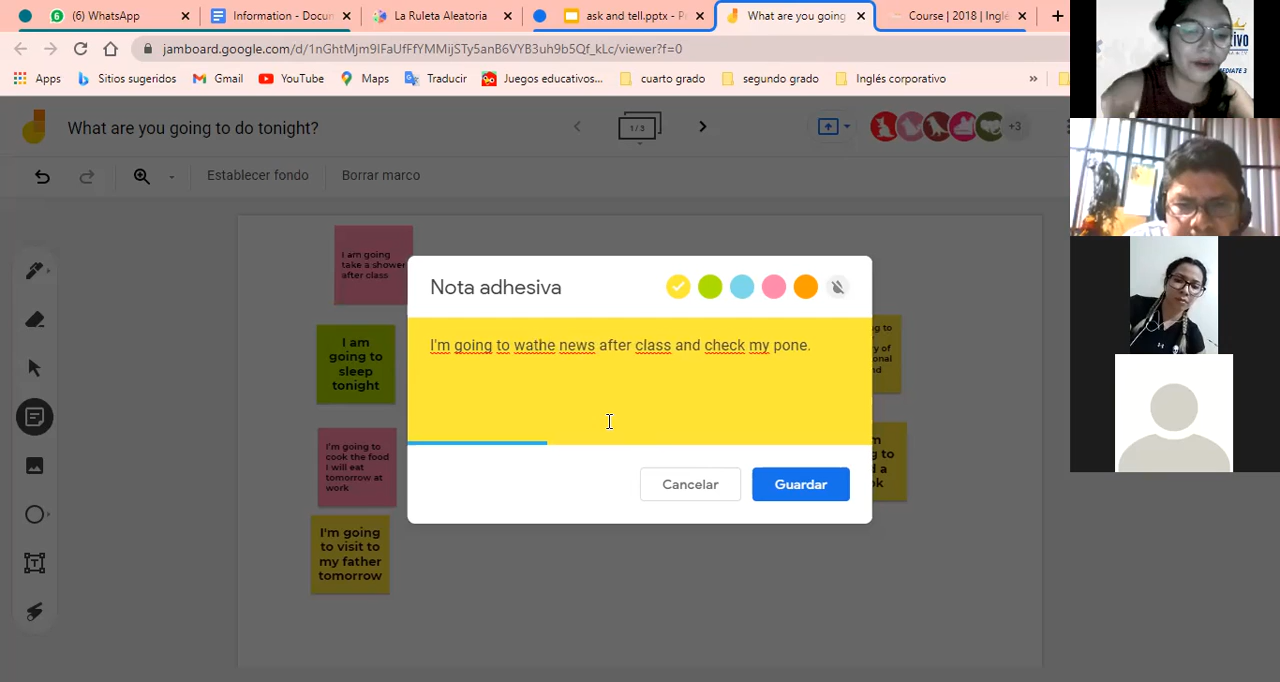 (6) WhatsApp
Information - Docum
La Ruleta Aleatoria
ask and tell.pptx - P
What are you going
Course | 2018 | Inglé
jamboard.google.com/d/1nGhtMjm9IFaUfFfYMMijSTy5anB6VYB3uh9b5Qf_kLc/viewer?f=0
Apps
Sitios sugeridos
Gmail
YouTube
Maps
Traducir
Juegos educativos...
cuarto grado
segundo grado
Inglés corporativo
»
What are you going to do tonight?
1 / 3
+3
Establecer fondo
Borrar marco
I am going
take a shower
after class
I am
going to
sleep
tonight
I'm going to
cook the food
I will eat
tomorrow at
work
I'm going
to visit to
my father
tomorrow
Nota adhesiva
I'm going to wathe news after class and check my pone.
Cancelar
Guardar
EDIATE 3